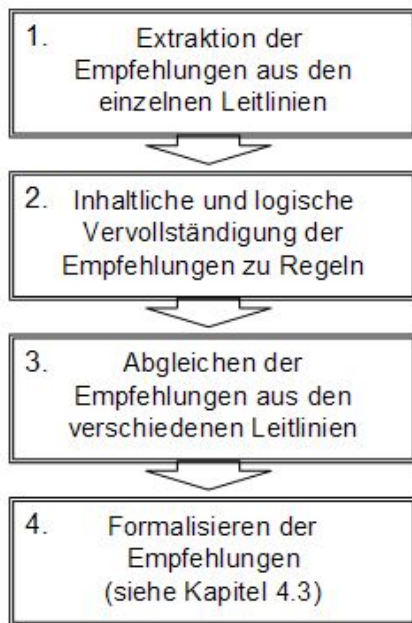 1. Extraktion der
Empfehlungen aus den
einzelnen Leitlinien
2. Inhaltliche und logische
Vervollständigung der
Empfehlungen zu Regeln
3. Abgleichen der
Empfehlungen aus den
verschiedenen Leitlinien
4. Formalisieren der
Empfehlungen
(siehe Kapitel 4.3)